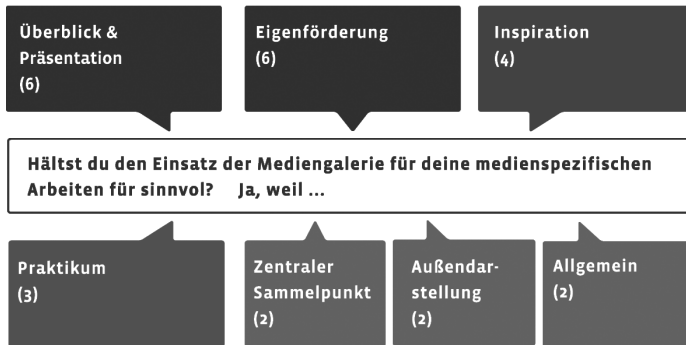 Überblick &
Präsentation
(6)
Eigenförderung
(6)
Inspiration
(4)
Hältst du den Einsatz der Mediengalerie für deine medienspezifischen
Arbeiten für sinnvol? Ja, weil ...
Praktikum
(3)
Zentraler
Sammelpunkt
(2)
Außendar-
stellung
(2)
Allgemein
(2)